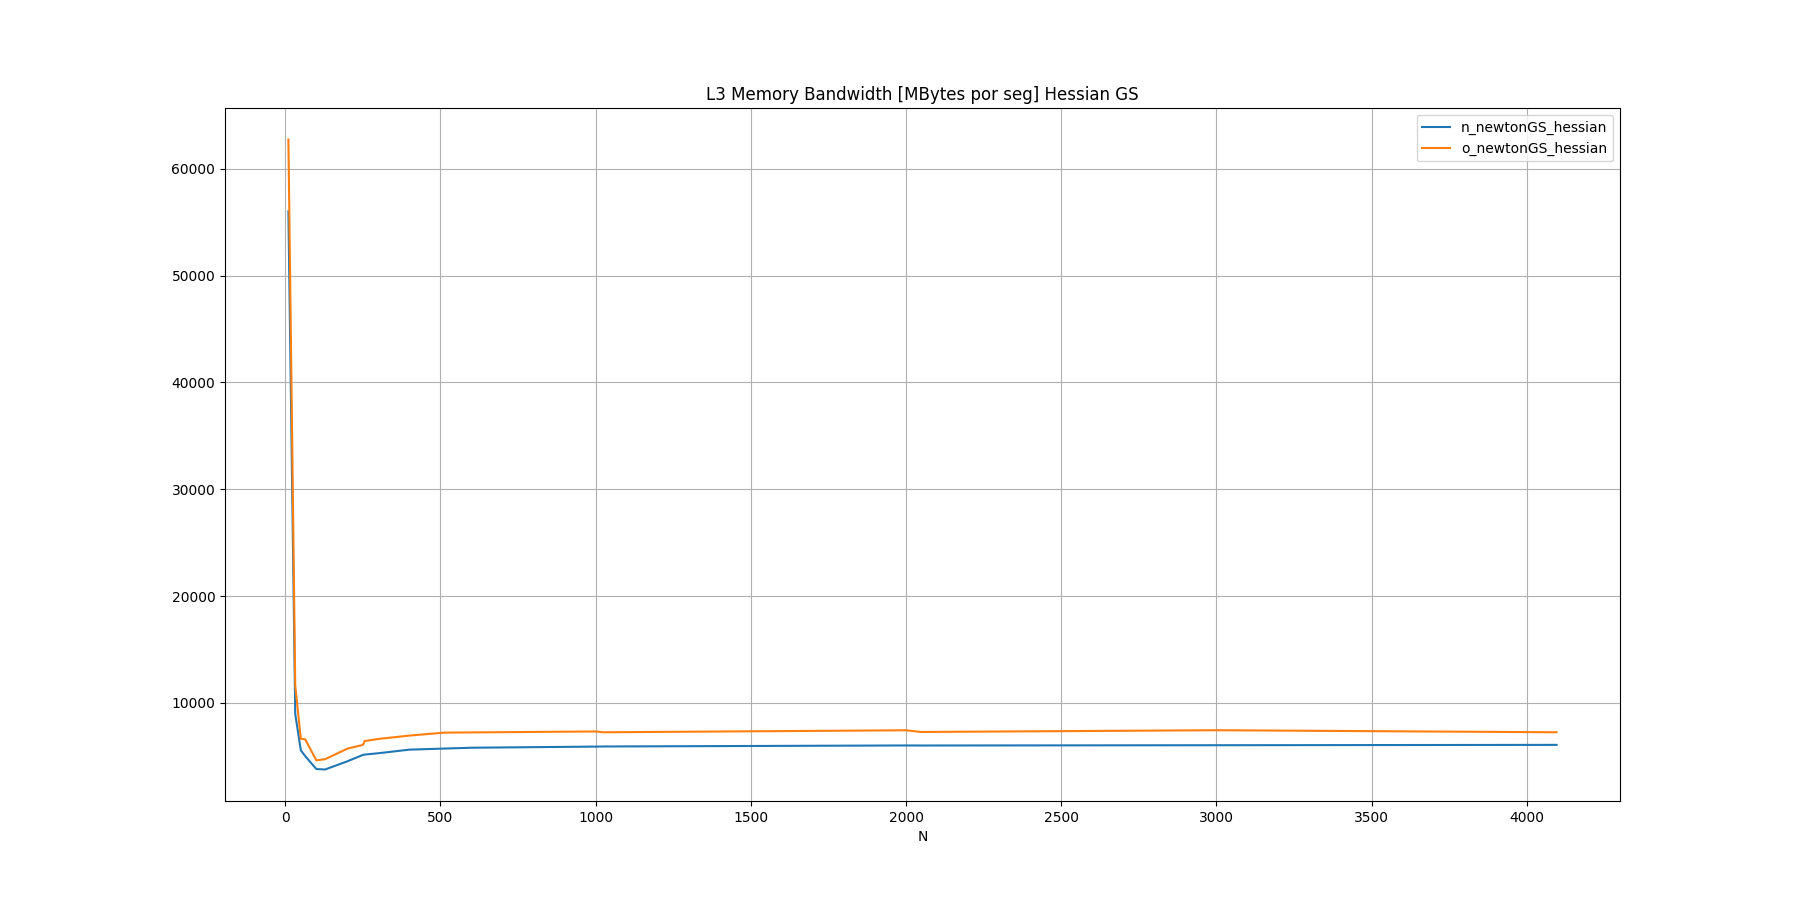 L3 Memory Bandwidth [MBytes por seg] Hessian GS
n_newtonGS_hessian
o_newtonGS_hessian
60000
50000
40000
30000
20000
10000
0 500 1000 1500 2000 2500 3000 3500 4000
N